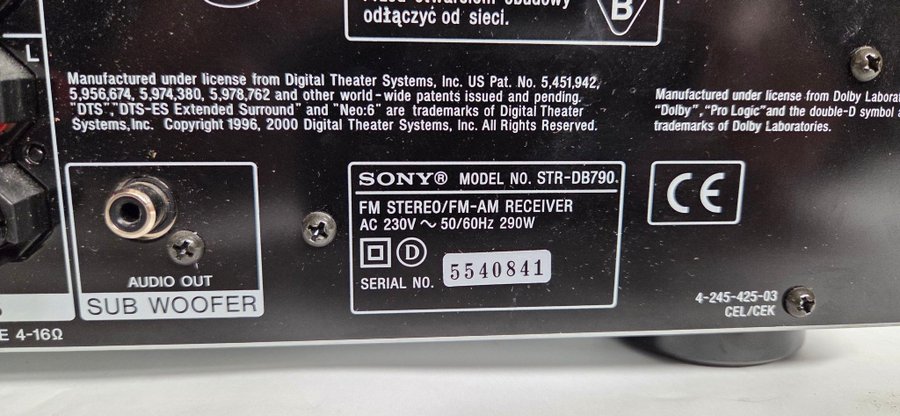 odłączyć od sieci.
B
L
Manufactured under license from Digital Theater Systems, Inc. US Pat. No. 5,451,942,
5,956,674, 5,974,380, 5,978,762 and other world-wide patents issued and pending.
"DTS", "DTS-ES Extended Surround" and "Neo:6" are trademarks of Digital Theater
Systems, Inc. Copyright 1996, 2000 Digital Theater Systems, Inc. All Rights Reserved.
Manufactured under license from Dolby
"Dolby", "Pro Logic" and the double-D symbol
trademarks of Dolby Laboratories.
SONY® MODEL NO. STR-DB790
FM STEREO/FM-AM RECEIVER
AC 230V ~ 50/60Hz 290W
D
SERIAL NO. 5540841
CE
AUDIO OUT
SUB WOOFER
4-16Ω
4-245-425-03
CEL/CEK